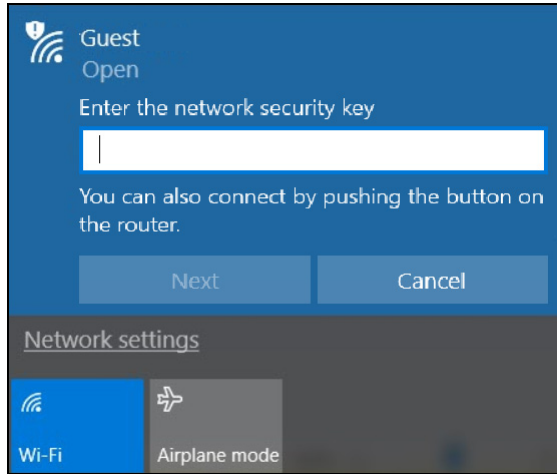 Guest
Open
Enter the network security key
You can also connect by pushing the button on
the router.
Next
Cancel
Network settings
Wi-Fi
Airplane mode